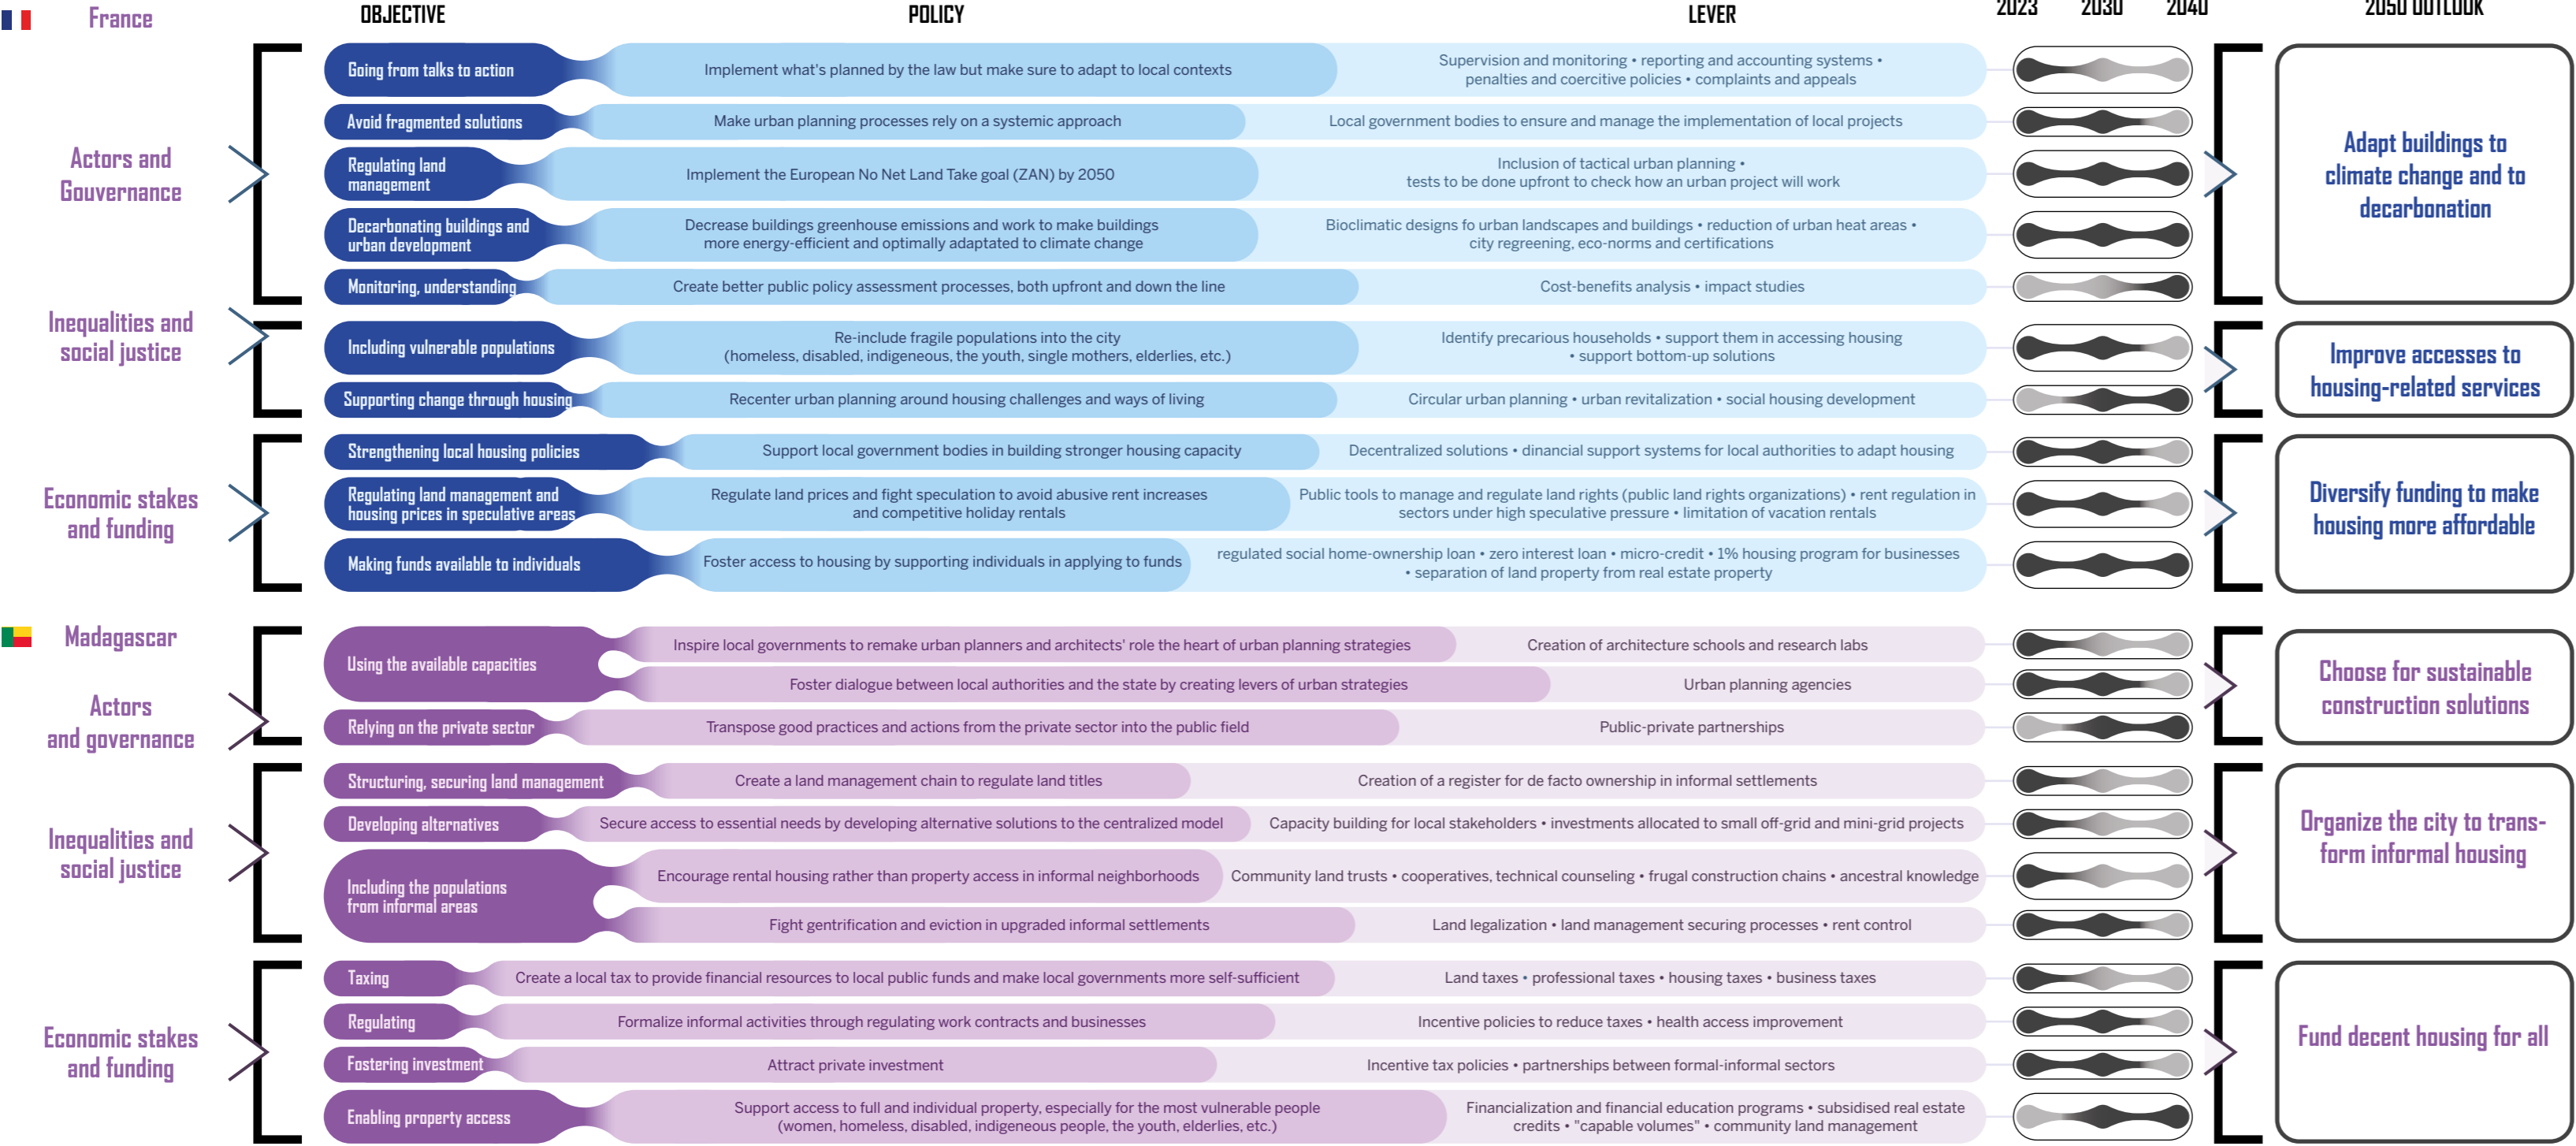 France
OBJECTIVE
POLICY
LEVER
2023
2030
2040
2050 OUTLOOK
Actors and
Gouvernance
Going from talks to action
Implement what's planned by the law but make sure to adapt to local contexts
Supervision and monitoring • reporting and accounting systems •
penalties and coercitive policies • complaints and appeals
Avoid fragmented solutions
Make urban planning processes rely on a systemic approach
Local government bodies to ensure and manage the implementation of local projects
Regulating land
management
Implement the European No Net Land Take goal (ZAN) by 2050
Inclusion of tactical urban planning •
tests to be done upfront to check how an urban project will work
Decarbonating buildings and
urban development
Decrease buildings greenhouse emissions and work to make buildings
more energy-efficient and optimally adaptated to climate change
Bioclimatic designs fo urban landscapes and buildings • reduction of urban heat areas •
city regreening, eco-norms and certifications
Monitoring, understanding
Create better public policy assessment processes, both upfront and down the line
Cost-benefits analysis • impact studies
Adapt buildings to
climate change and to
decarbonation
Inequalities and
social justice
Including vulnerable populations
Re-include fragile populations into the city
(homeless, disabled, indigeneous, the youth, single mothers, elderlies, etc.)
Identify precarious households • support them in accessing housing
• support bottom-up solutions
Supporting change through housing
Recenter urban planning around housing challenges and ways of living
Circular urban planning • urban revitalization • social housing development
Improve accesses to
housing-related services
Economic stakes
and funding
Strengthening local housing policies
Support local government bodies in building stronger housing capacity
Decentralized solutions • dinancial support systems for local authorities to adapt housing
Regulating land management and
housing prices in speculative areas
Regulate land prices and fight speculation to avoid abusive rent increases
and competitive holiday rentals
Public tools to manage and regulate land rights (public land rights organizations) • rent regulation in
sectors under high speculative pressure • limitation of vacation rentals
Making funds available to individuals
Foster access to housing by supporting individuals in applying to funds
regulated social home-ownership loan • zero interest loan • micro-credit • 1% housing program for businesses
• separation of land property from real estate property
Diversify funding to make
housing more affordable
Madagascar
Actors
and governance
Using the available capacities
Inspire local governments to remake urban planners and architects' role the heart of urban planning strategies
Creation of architecture schools and research labs
Foster dialogue between local authorities and the state by creating levers of urban strategies
Urban planning agencies
Relying on the private sector
Transpose good practices and actions from the private sector into the public field
Public-private partnerships
Choose for sustainable
construction solutions
Inequalities and
social justice
Structuring, securing land management
Create a land management chain to regulate land titles
Creation of a register for de facto ownership in informal settlements
Developing alternatives
Secure access to essential needs by developing alternative solutions to the centralized model
Capacity building for local stakeholders • investments allocated to small off-grid and mini-grid projects
Including the populations
from informal areas
Encourage rental housing rather than property access in informal neighborhoods
Community land trusts • cooperatives, technical counseling • frugal construction chains • ancestral knowledge
Fight gentrification and eviction in upgraded informal settlements
Land legalization • land management securing processes • rent control
Organize the city to trans-
form informal housing
Economic stakes
and funding
Taxing
Create a local tax to provide financial resources to local public funds and make local governments more self-sufficient
Land taxes • professional taxes • housing taxes • business taxes
Regulating
Formalize informal activities through regulating work contracts and businesses
Incentive policies to reduce taxes • health access improvement
Fostering investment
Attract private investment
Incentive tax policies • partnerships between formal-informal sectors
Enabling property access
Support access to full and individual property, especially for the most vulnerable people
(women, homeless, disabled, indigeneous people, the youth, elderlies, etc.)
Financialization and financial education programs • subsidised real estate
credits • "capable volumes" • community land management
Fund decent housing for all